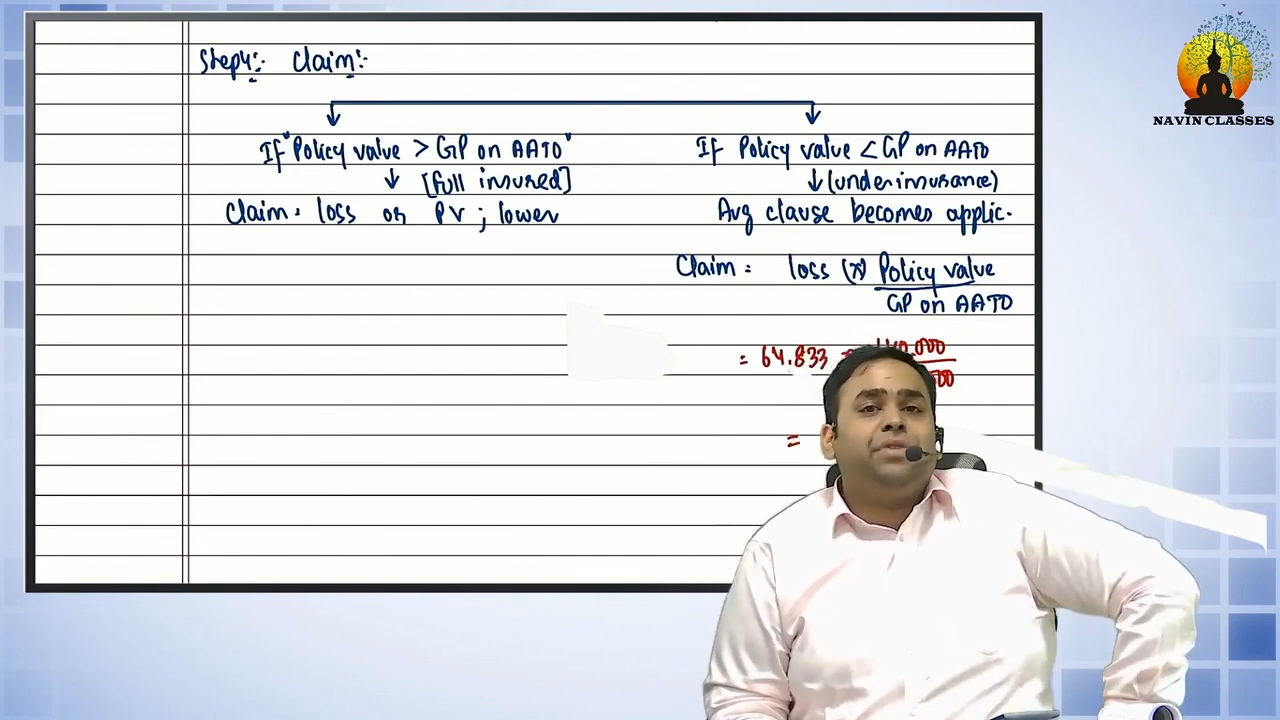 Step4:- Claim:-
If "Policy value > GP on AATO"
[full insured]
Claim = loss or PV ; lower
If Policy value < GP on AATO
(underinsurance)
Avg clause becomes applic.
Claim = loss (x) Policy value
GP on AATO
= 64.833
=
NAVIN CLASSES